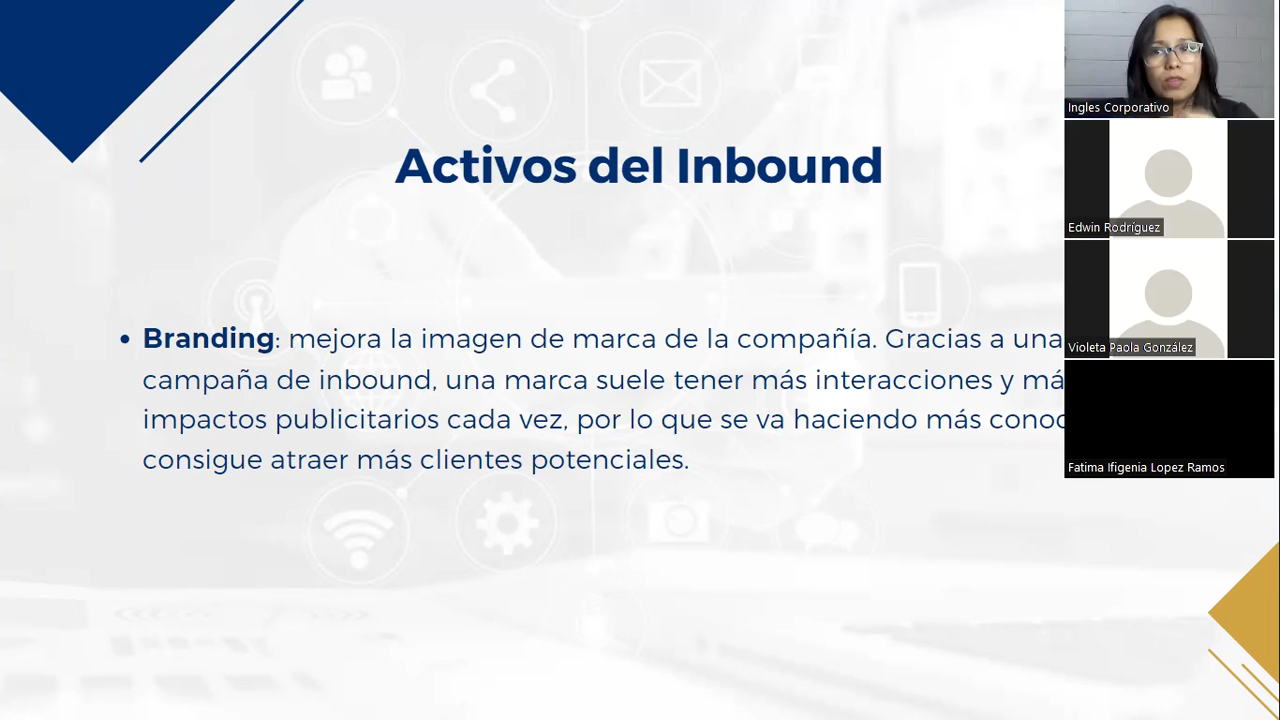 Activos del Inbound
• Branding: mejora la imagen de marca de la compañía. Gracias a una
campaña de inbound, una marca suele tener más interacciones y
impactos publicitarios cada vez, por lo que se va haciendo más
consigue atraer más clientes potenciales.
Ingles Corporativo
Edwin Rodríguez
Violeta Paola González
Fatima Ifigenia Lopez Ramos